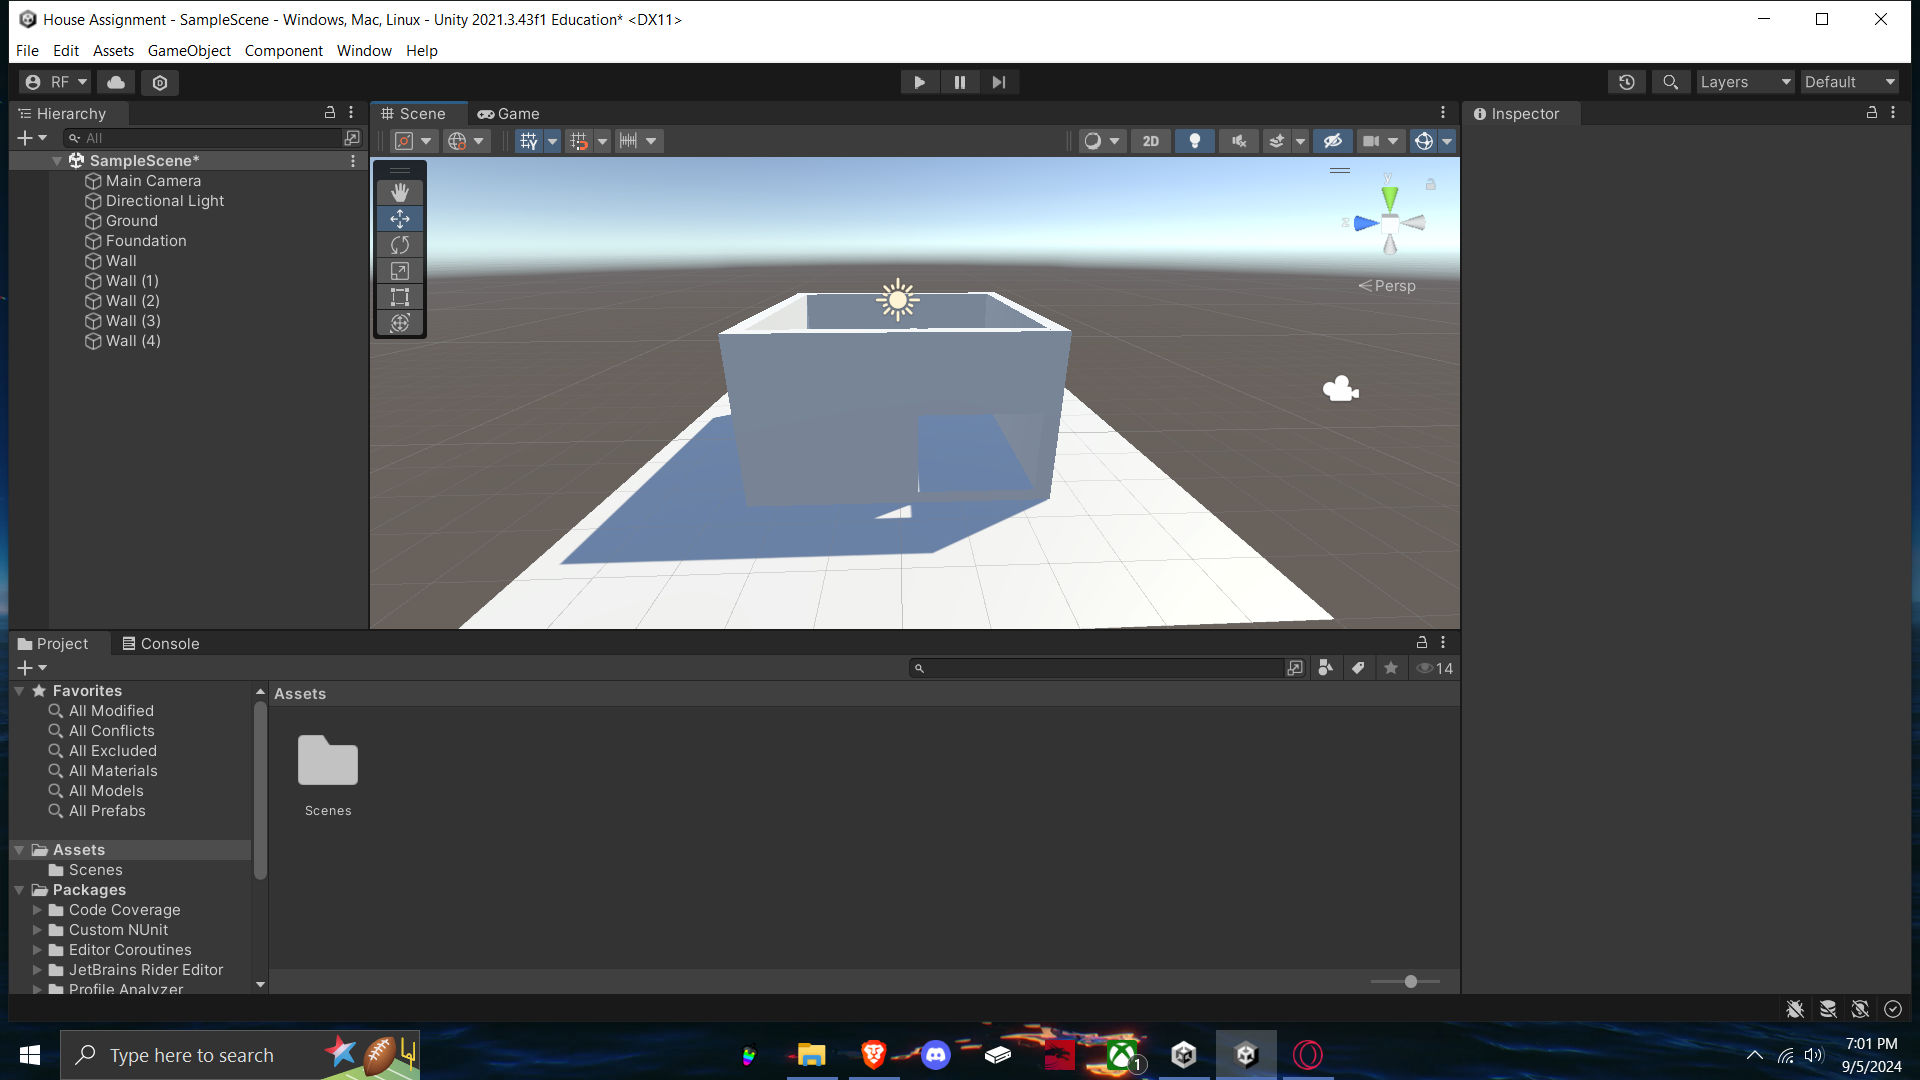 House Assignment - SampleScene - Windows, Mac, Linux - Unity 2021.3.43f1 Education* <DX11>
File Edit Assets GameObject Component Window Help
RF
Layers
Default
Hierarchy
All
SampleScene*
Main Camera
Directional Light
Ground
Foundation
Wall
Wall (1)
Wall (2)
Wall (3)
Wall (4)
Scene
Game
2D
y
z
Persp
Inspector
Project
Console
14
Favorites
All Modified
All Conflicts
All Excluded
All Materials
All Models
All Prefabs
Assets
Scenes
Packages
Code Coverage
Custom NUnit
Editor Coroutines
JetBrains Rider Editor
Profile Analyzer
Assets
Scenes
Type here to search
1
7:01 PM
9/5/2024